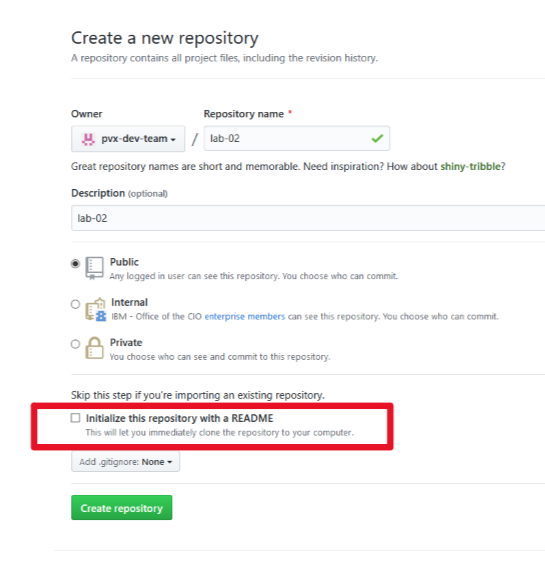 Create a new repository
A repository contains all project files, including the revision history.
Owner
Repository name *
pvx-dev-team
/
lab-02
Great repository names are short and memorable. Need inspiration? How about shiny-tribble?
Description (optional)
lab-02
Public
Any logged in user can see this repository. You choose who can commit.
Internal
IBM - Office of the CIO enterprise members can see this repository. You choose who can commit.
Private
You choose who can see and commit to this repository.
Skip this step if you're importing an existing repository.
Initialize this repository with a README
This will let you immediately clone the repository to your computer.
Add .gitignore: None
Create repository